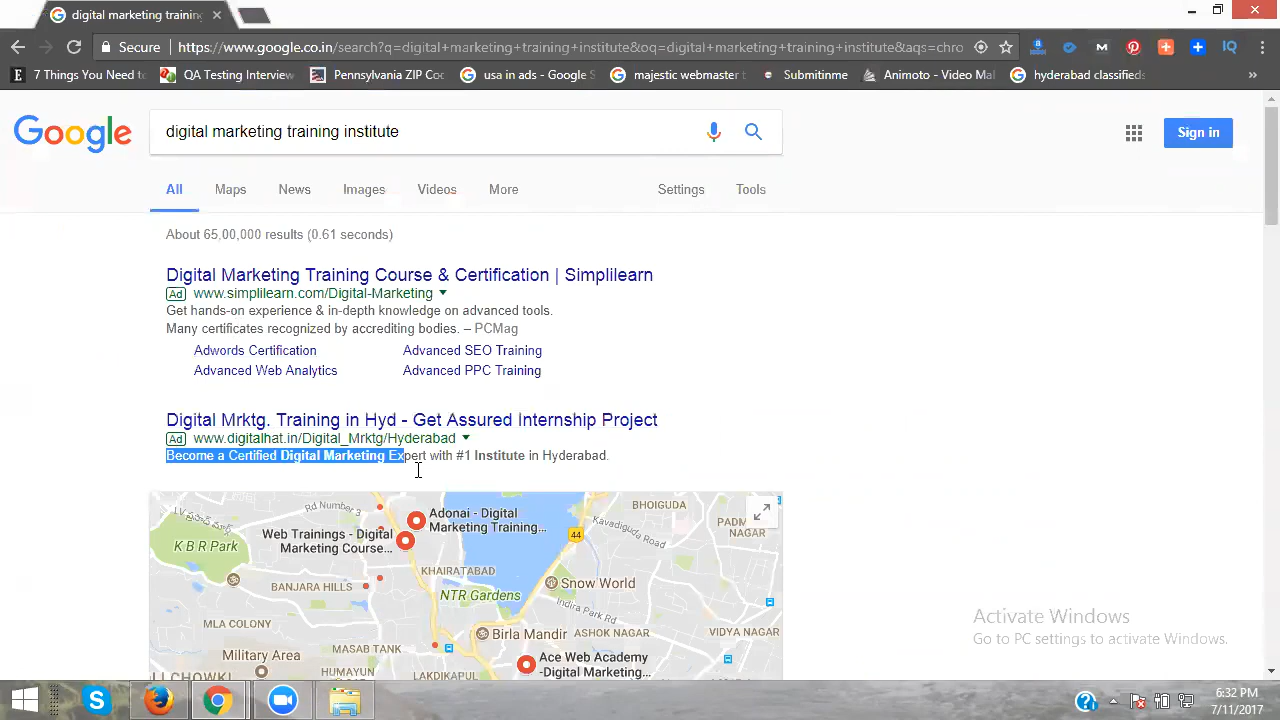 digital marketing training
Secure
https://www.google.co.in/search?q=digital+marketing+training+institute&oq=digital+marketing+training+institute&aqs=chro
7 Things You Need to
QA Testing Interview
Pennsylvania ZIP Coc
usa in ads - Google S
majestic webmaster t
Submitinme
Animoto - Video Mal
hyderabad classifieds
»
Google
digital marketing training institute
Sign in
All Maps News Images Videos More Settings Tools
About 65,00,000 results (0.61 seconds)
Digital Marketing Training Course & Certification | Simplilearn
Ad www.simplilearn.com/Digital-Marketing
Get hands-on experience & in-depth knowledge on advanced tools.
Many certificates recognized by accrediting bodies. – PCMag
Adwords Certification Advanced SEO Training
Advanced Web Analytics Advanced PPC Training
Digital Mrktg. Training in Hyd - Get Assured Internship Project
Ad www.digitalhat.in/Digital_Mrktg/Hyderabad
Become a Certified Digital Marketing Expert with #1 Institute in Hyderabad.
Rd Number 3
Adonai - Digital
Marketing Training...
BHOIGUDA
Kavadiguda Road
NAGAR
Web Trainings - Digital
Marketing Course...
44
K B R Park
KHAIRATABAD
BANJARA HILLS
Snow World
NTR Gardens
Indira Park Rd
MLA COLONY
Birla Mandir
ASHOK NAGAR
VIDYA NAGAR
MASAB TANK
Military Area
Ace Web Academy
-Digital Marketing...
HUMAYUN
LAKDIKAPUL
Activate Windows
Go to PC settings to activate Windows.
6:32 PM
7/11/2017